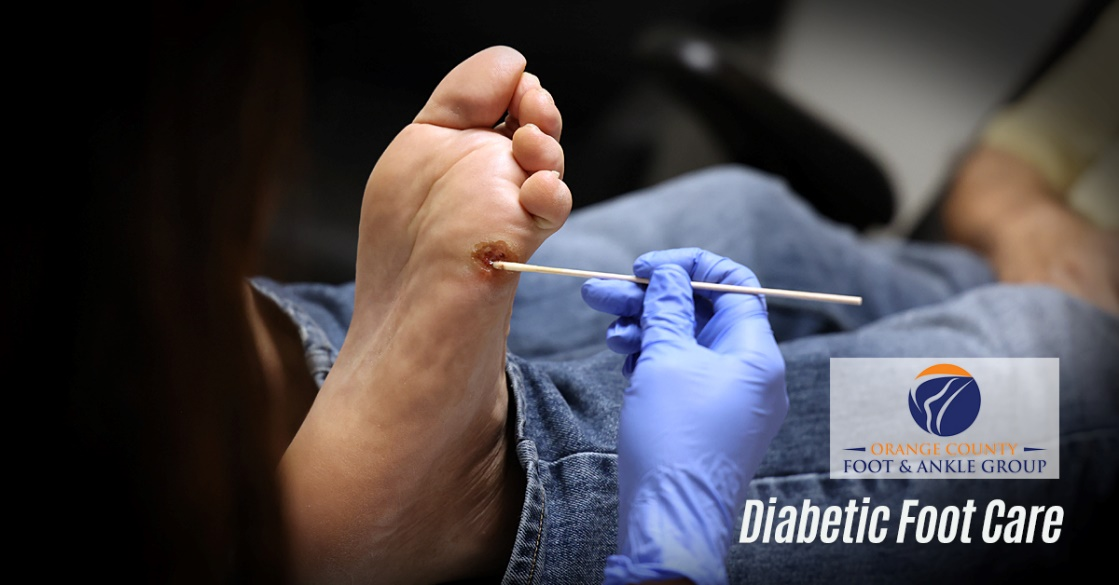 ORANGE COUNTY
FOOT & ANKLE GROUP
Diabetic Foot Care